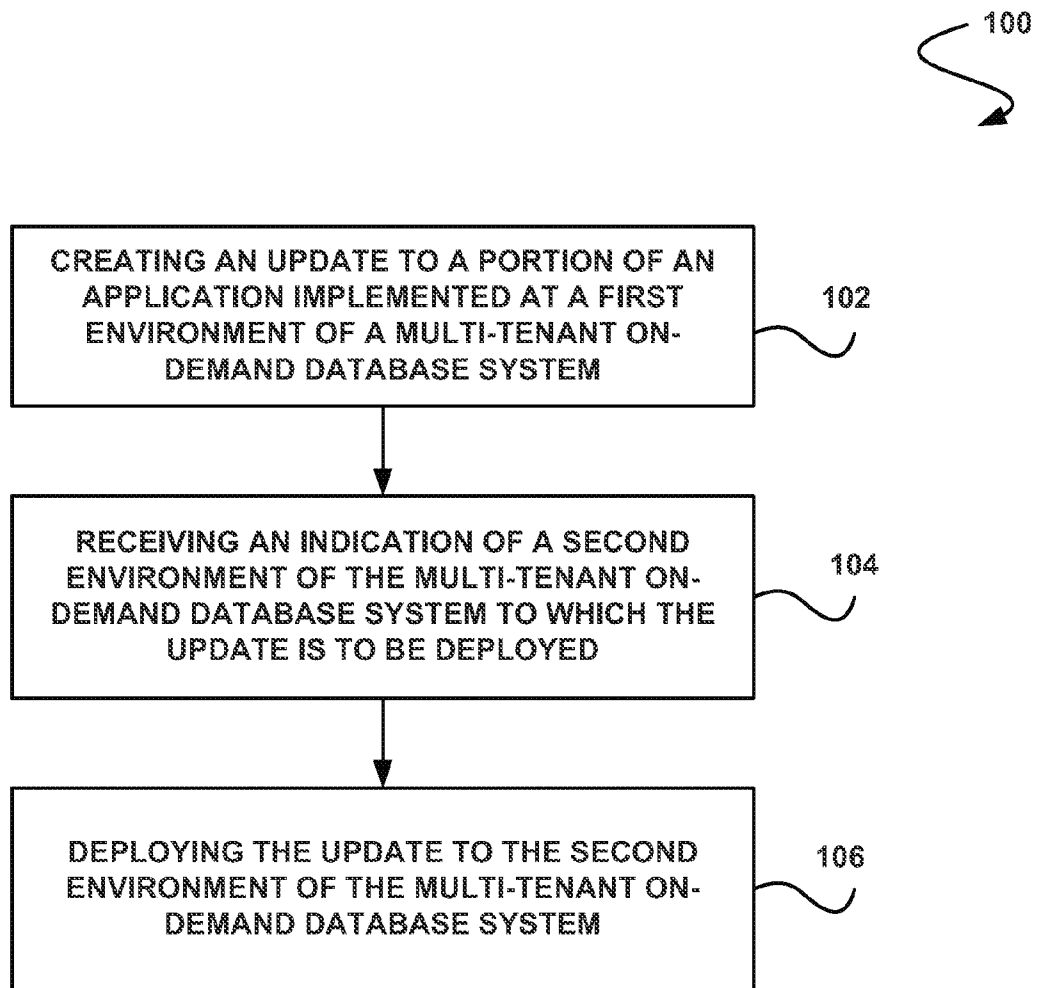 100
CREATING AN UPDATE TO A PORTION OF AN
APPLICATION IMPLEMENTED AT A FIRST
ENVIRONMENT OF A MULTI-TENANT ON-
DEMAND DATABASE SYSTEM
102
RECEIVING AN INDICATION OF A SECOND
ENVIRONMENT OF THE MULTI-TENANT ON-
DEMAND DATABASE SYSTEM TO WHICH THE
UPDATE IS TO BE DEPLOYED
104
DEPLOYING THE UPDATE TO THE SECOND
ENVIRONMENT OF THE MULTI-TENANT ON-
DEMAND DATABASE SYSTEM
106